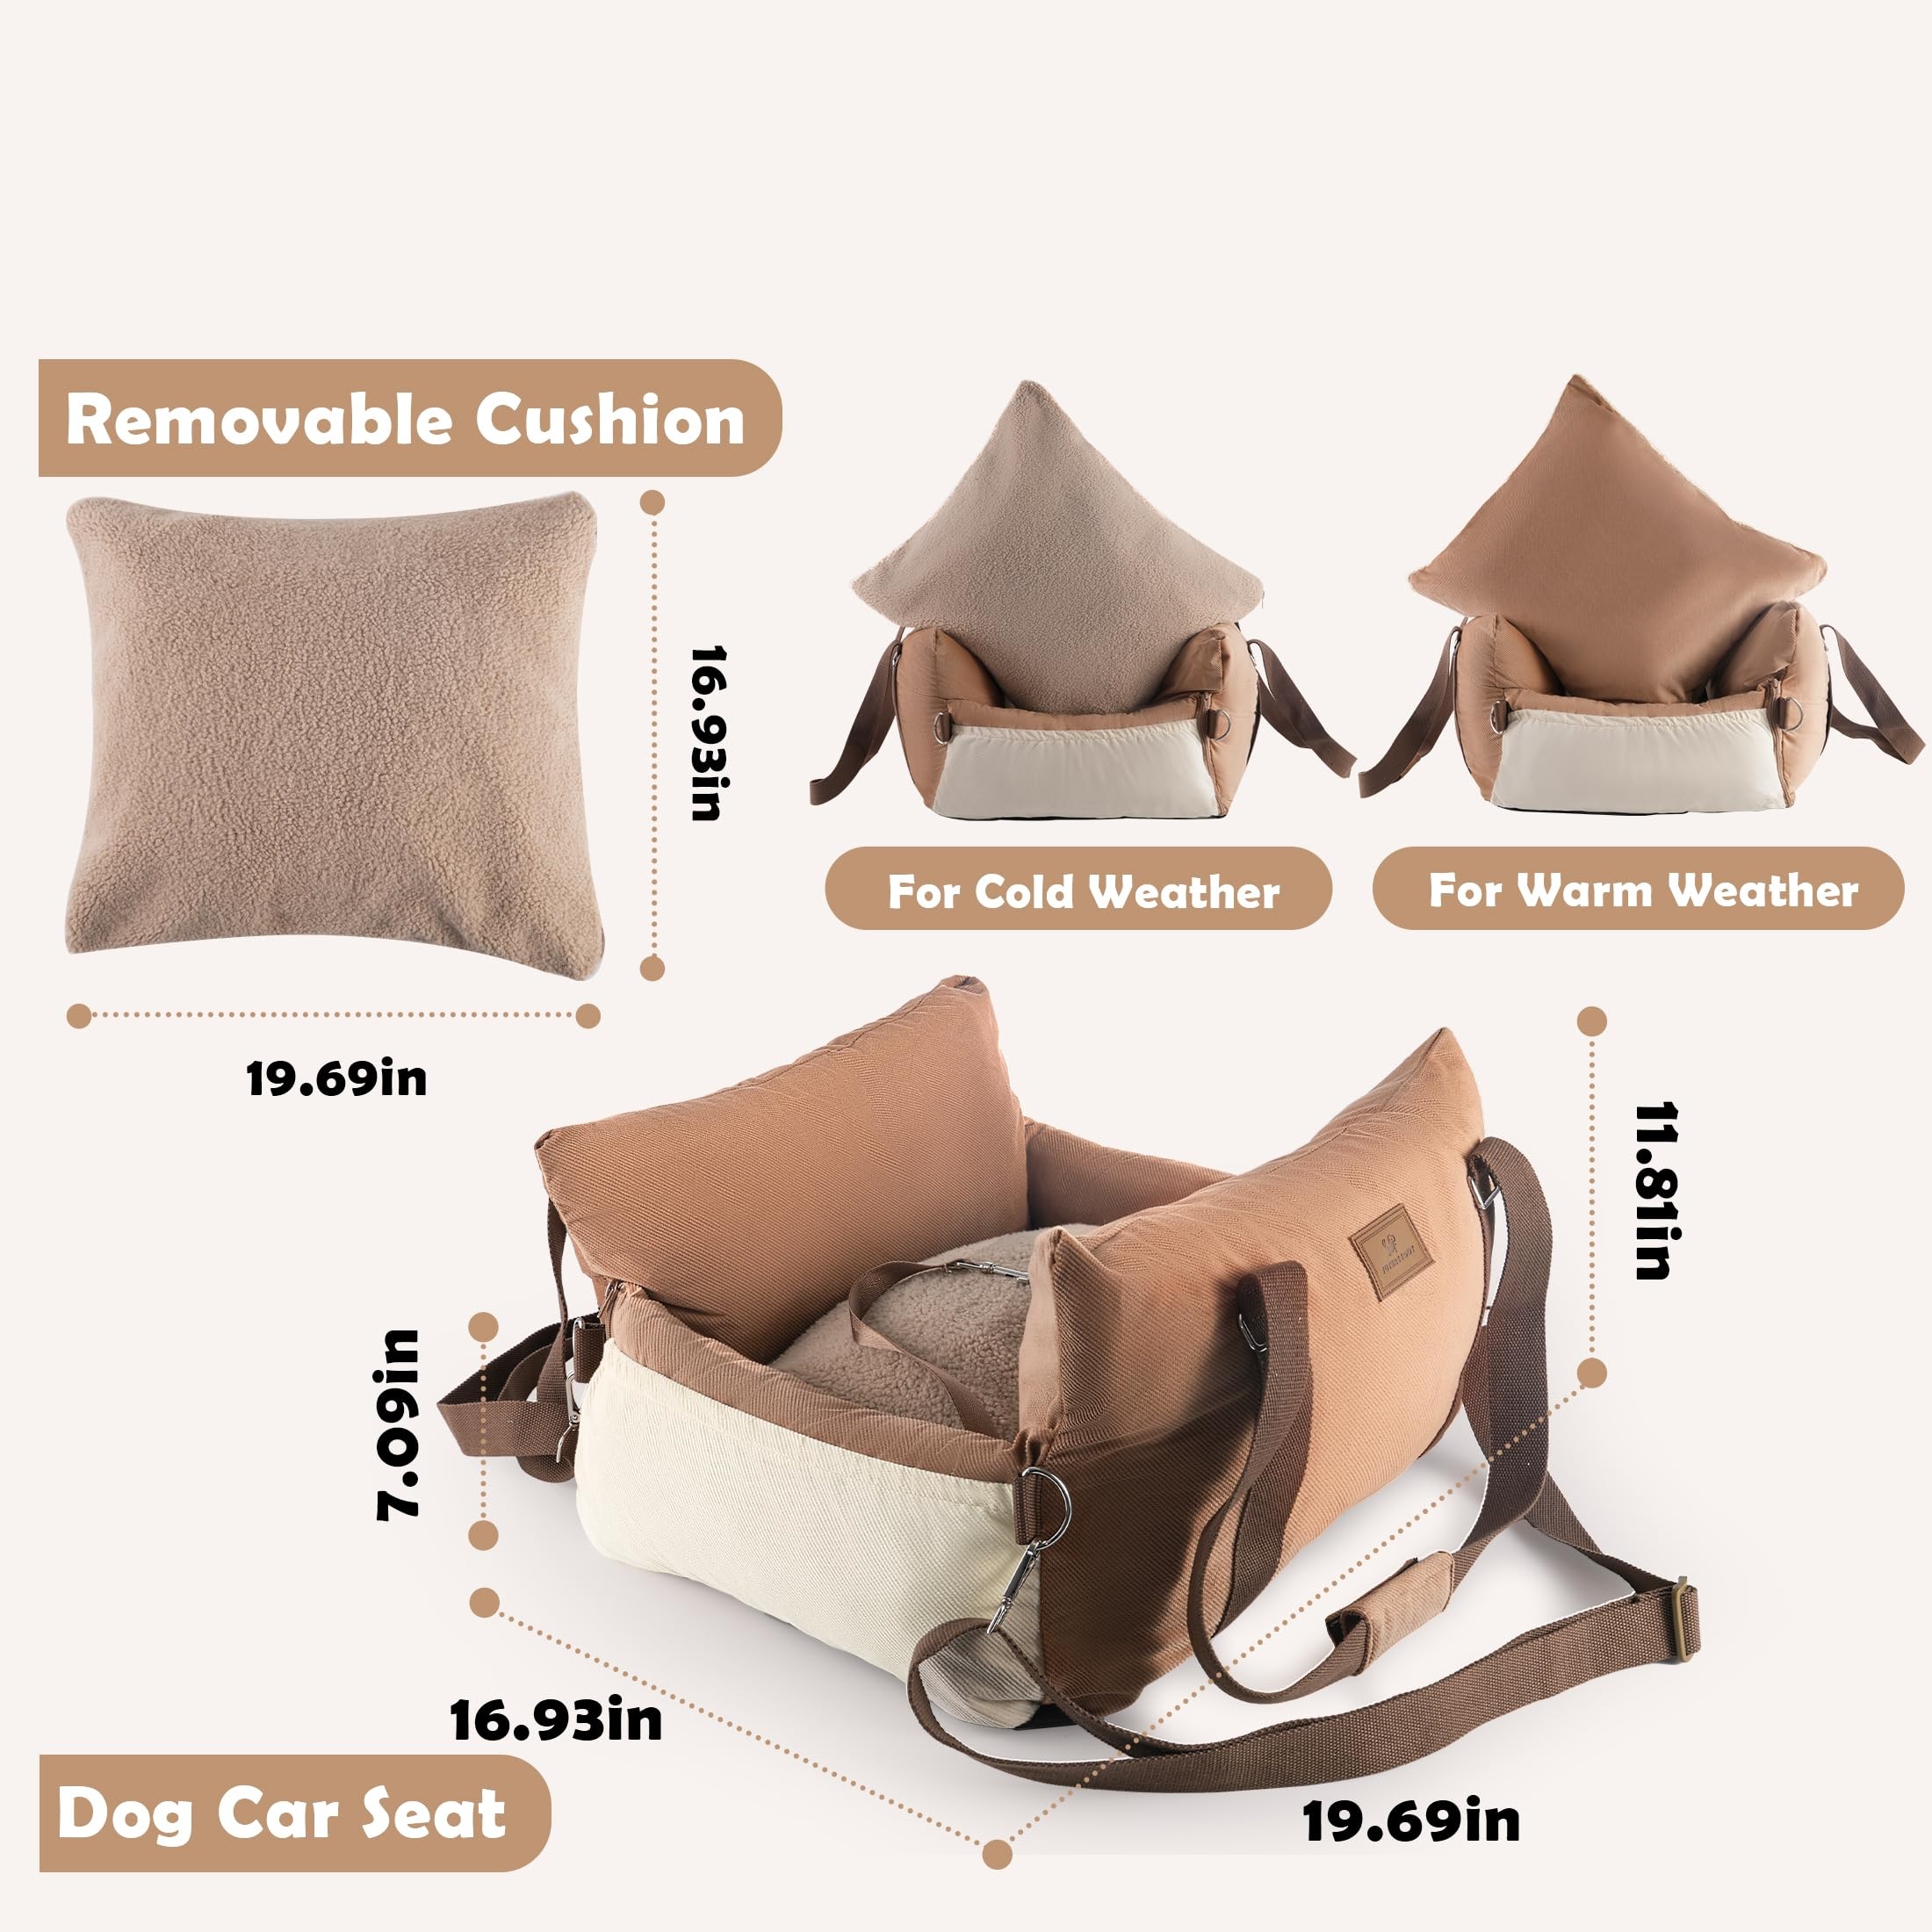 Removable Cushion
16.93in
19.69in
For Cold Weather
For Warm Weather
11.81in
7.09in
16.93in
19.69in
Dog Car Seat